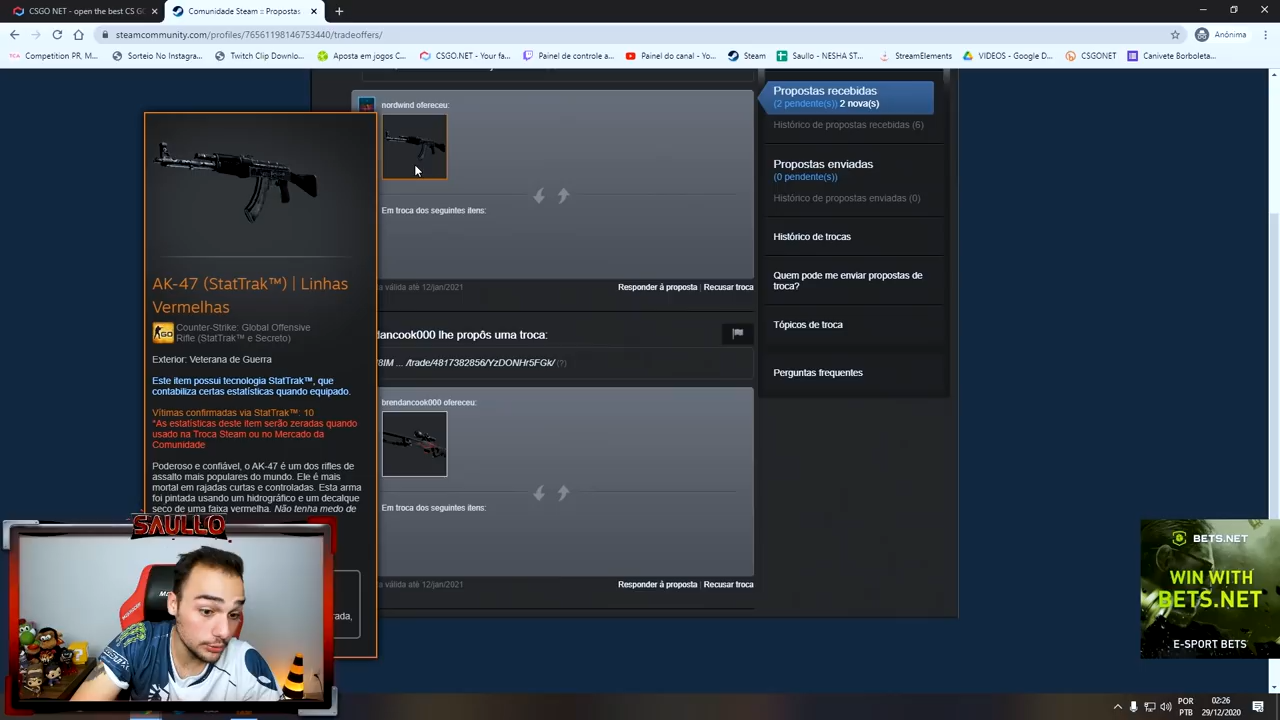 CSGO.NET - open the best CS G
Comunidade Steam :: Propostas
steamcommunity.com/profiles/76561198146753440/tradeoffers/
Anônima
Competition PR, M...
Sorteio No Instagra...
Twitch Clip Downlo...
Aposta em jogos C...
CSGO.NET - Your fa...
Painel de controle a...
Painel do canal - Yo...
Steam
Saullo - NESHA ST...
StreamElements
VIDEOS - Google D...
CSGONET
Canivete Borboleta...
nordwind ofereceu:
Em troca dos seguintes itens:
válida até 12/jan/2021
Responder à proposta | Recusar troca
dancook000 lhe propôs uma troca:
/trade/4817382856/YzDONHr5FGk/ (?)
brendancook000 ofereceu:
Em troca dos seguintes itens:
válida até 12/jan/2021
Responder à proposta | Recusar troca
Propostas recebidas
(2 pendente(s)) 2 nova(s)
Histórico de propostas recebidas (6)
Propostas enviadas
(0 pendente(s))
Histórico de propostas enviadas (0)
Histórico de trocas
Quem pode me enviar propostas de
troca?
Tópicos de troca
Perguntas frequentes
AK-47 (StatTrak™) | Linhas
Vermelhas
Counter-Strike: Global Offensive
Rifle (StatTrak™ e Secreto)
Exterior: Veterana de Guerra
Este item possui tecnologia StatTrak™, que
contabiliza certas estatísticas quando equipado.
Vítimas confirmadas via StatTrak™: 10
*As estatísticas deste item serão zeradas quando
usado na Troca Steam ou no Mercado da
Comunidade
Poderoso e confiável, o AK-47 é um dos rifles de
assalto mais populares do mundo. Ele é mais
mortal em rajadas curtas e controladas. Esta arma
foi pintada usando um hidrográfico e um decalque
seco de uma faixa vermelha. Não tenha medo de
SAULLO
BETS.NET
WIN WITH
BETS.NET
E-SPORT BETS
POR
PTB
02:26
29/12/2020